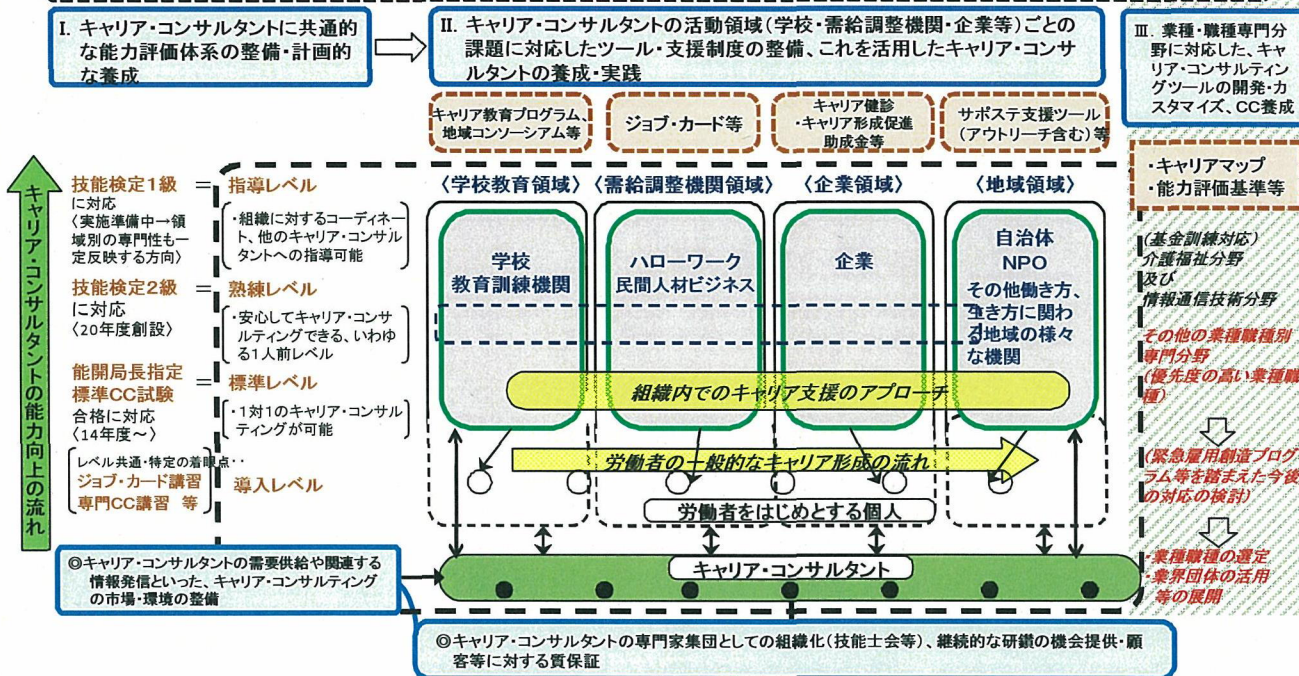 Ⅰ. キャリア・コンサルタントに共通的
な能力評価体系の整備・計画的
な養成
Ⅱ. キャリア・コンサルタントの活動領域(学校・需給調整機関・企業等)ごとの
課題に対応したツール・支援制度の整備、これを活用したキャリア・コンサ
ルタントの養成・実践
Ⅲ. 業種・職種専門分
野に対応した、キャ
リア・コンサルティン
グツールの開発・カ
スタマイズ、CC養成
キャリア教育プログラム、
地域コンソーシアム等
ジョブ・カード等
キャリア健診
・キャリア形成促進
助成金等
サポステ支援ツール
(アウトリーチ含む)等
・キャリアマップ
・能力評価基準等
キャリア・コンサルタントの能力向上の流れ
技能検定1級
に対応
〈実施準備中→領
域別の専門性も一
定反映する方向〉
=
指導レベル
・組織に対するコーディネー
ト、他のキャリア・コンサル
タントへの指導可能
技能検定2級
に対応
〈20年度創設〉
=
熟練レベル
・安心してキャリア・コンサ
ルティングできる、いわゆ
る1人前レベル
能開局長指定
標準CC試験
合格に対応
〈14年度~〉
=
標準レベル
・1対1のキャリア・コンサル
ティングが可能
レベル共通・特定の着眼点・・
ジョブ・カード講習
専門CC講習 等
導入レベル
〈学校教育領域〉
〈需給調整機関領域〉
〈企業領域〉
〈地域領域〉
学校
教育訓練機関
ハローワーク
民間人材ビジネス
企業
自治体
NPO
その他働き方、
生き方に関わ
る地域の様々
な機関
組織内でのキャリア支援のアプローチ
労働者の一般的なキャリア形成の流れ
労働者をはじめとする個人
キャリア・コンサルタント
(基金訓練対応)
介護福祉分野
及び
情報通信技術分野
その他の業種職種別
専門分野
(優先度の高い業種職
種)
(緊急雇用創造プログ
ラム等を踏まえた今後
の対応の検討)
・業種職種の選定
・業界団体の活用
等の展開
◎キャリア・コンサルタントの需要供給や関連する
情報発信といった、キャリア・コンサルティング
の市場・環境の整備
◎キャリア・コンサルタントの専門家集団としての組織化(技能士会等)、継続的な研鑽の機会提供・顧
客等に対する質保証